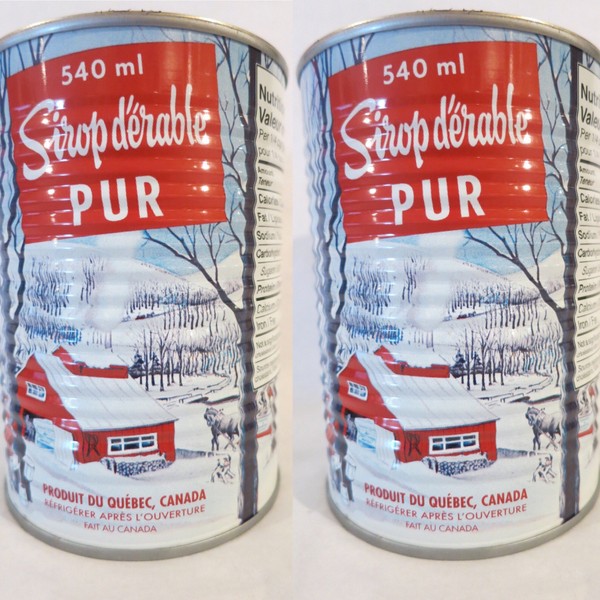 540 ml
Sirop d'érable
PUR
PRODUIT DU QUÉBEC, CANADA
RÉFRIGÉRER APRÈS L'OUVERTURE
FAIT AU CANADA
540 ml
Sirop d'érable
PUR
PRODUIT DU QUÉBEC, CANADA
RÉFRIGÉRER APRÈS L'OUVERTURE
FAIT AU CANADA